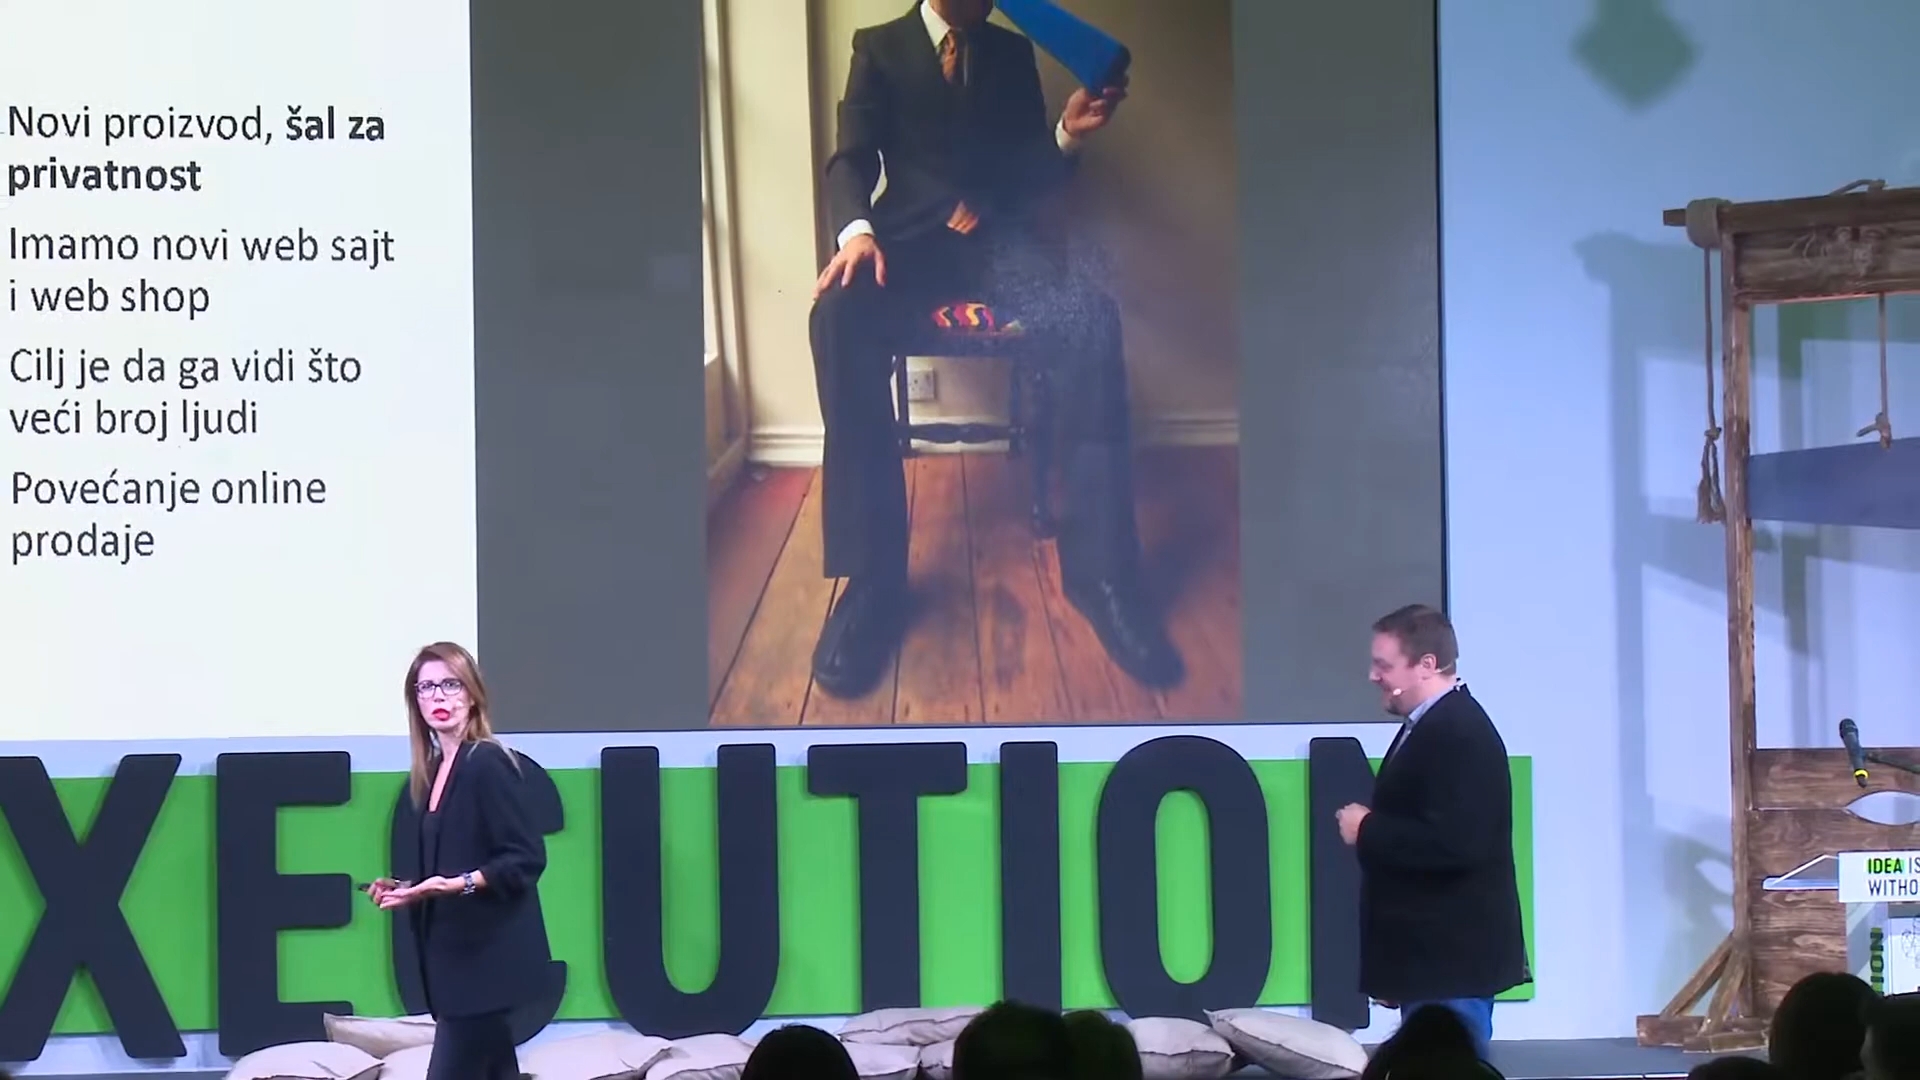 Novi proizvod, šal za
privatnost
Imamo novi web sajt
i web shop
Cilj je da ga vidi što
veći broj ljudi
Povećanje online
prodaje
XECUTION
IDEA IS
WITHO
ION